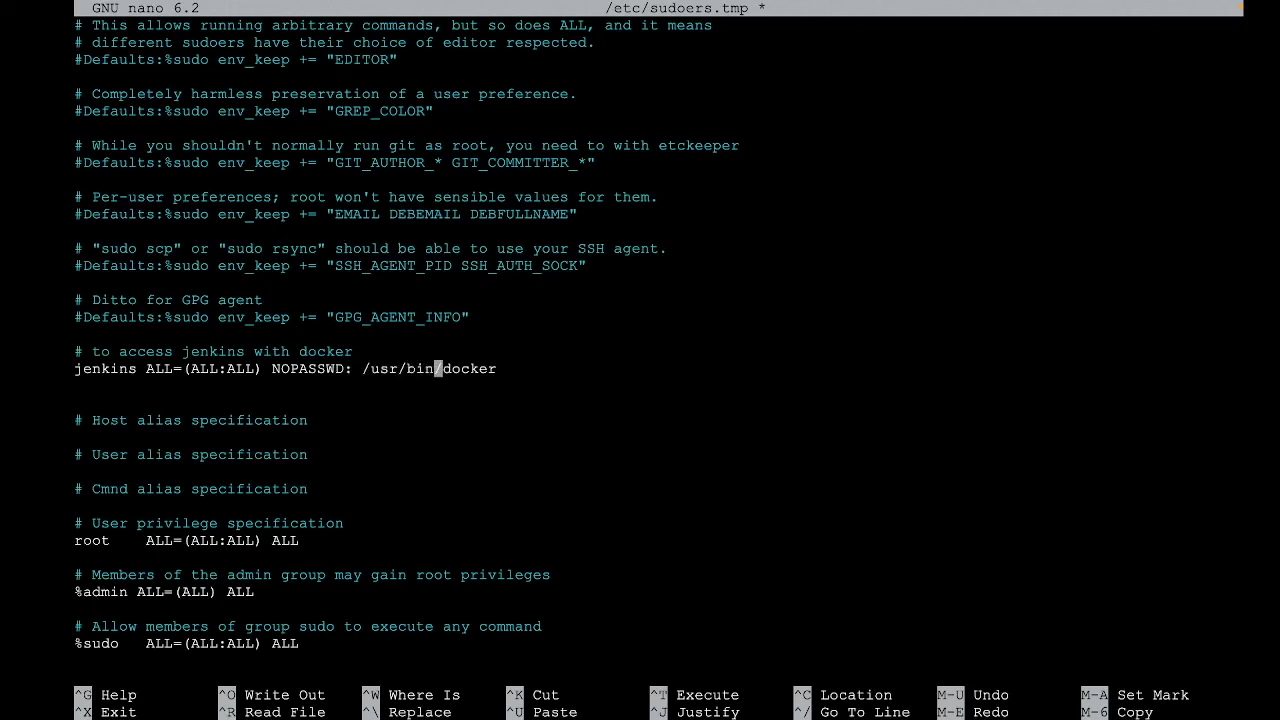 GNU nano 6.2 /etc/sudoers.tmp *
# This allows running arbitrary commands, but so does ALL, and it means
# different sudoers have their choice of editor respected.
#Defaults:%sudo env_keep += "EDITOR"
# Completely harmless preservation of a user preference.
#Defaults:%sudo env_keep += "GREP_COLOR"
# While you shouldn't normally run git as root, you need to with etckeeper
#Defaults:%sudo env_keep += "GIT_AUTHOR_* GIT_COMMITTER_*"
# Per-user preferences; root won't have sensible values for them.
#Defaults:%sudo env_keep += "EMAIL DEBEMAIL DEBFULLNAME"
# "sudo scp" or "sudo rsync" should be able to use your SSH agent.
#Defaults:%sudo env_keep += "SSH_AGENT_PID SSH_AUTH_SOCK"
# Ditto for GPG agent
#Defaults:%sudo env_keep += "GPG_AGENT_INFO"
# to access jenkins with docker
jenkins ALL=(ALL:ALL) NOPASSWD: /usr/bin/docker
# Host alias specification
# User alias specification
# Cmnd alias specification
# User privilege specification
root ALL=(ALL:ALL) ALL
# Members of the admin group may gain root privileges
%admin ALL=(ALL) ALL
# Allow members of group sudo to execute any command
%sudo ALL=(ALL:ALL) ALL
^G Help ^O Write Out ^W Where Is ^K Cut ^T Execute ^C Location M-U Undo M-A Set Mark
^X Exit ^R Read File ^\ Replace ^U Paste ^J Justify ^/ Go To Line M-E Redo M-6 Copy